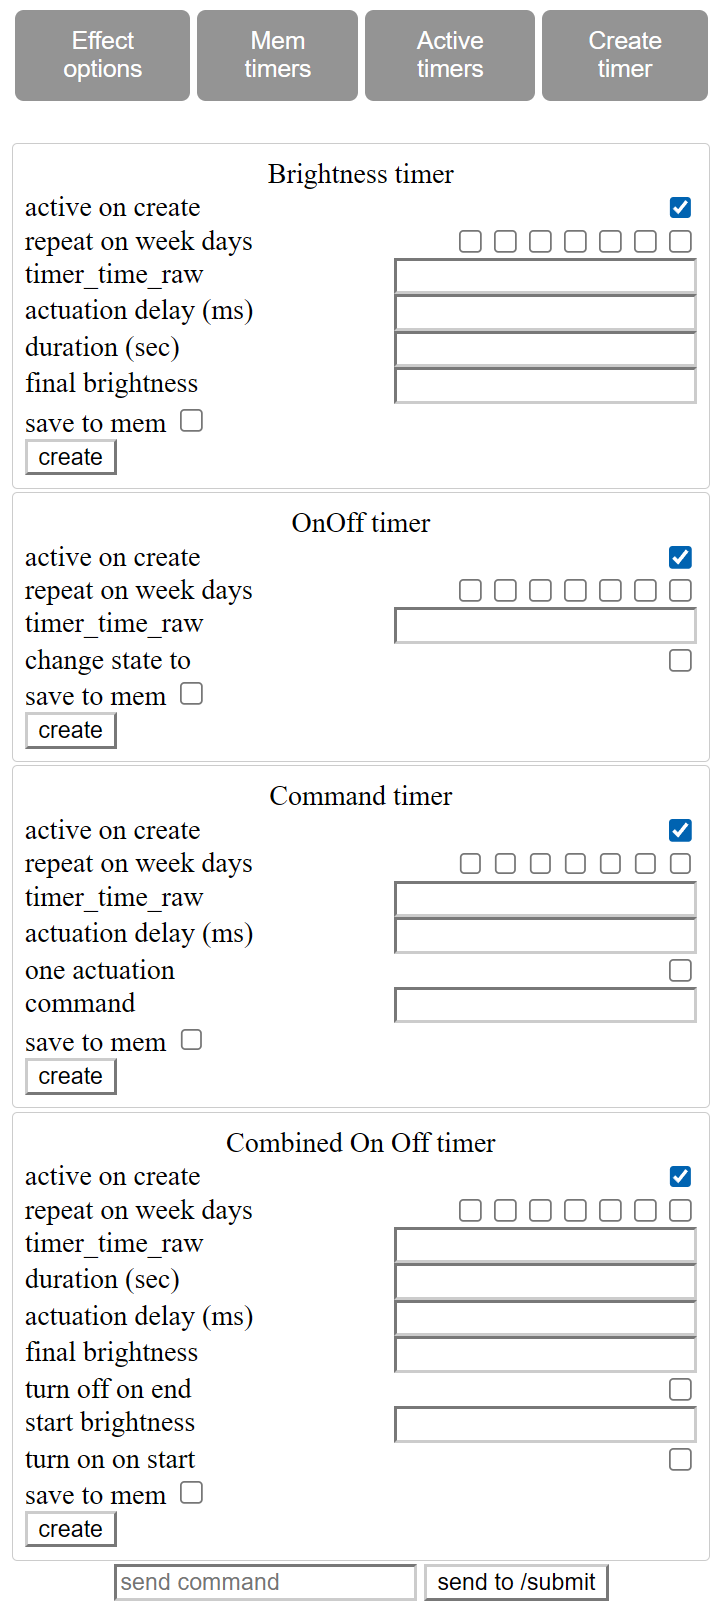 Effect options
Mem timers
Active timers
Create timer
Brightness timer
active on create
repeat on week days
timer_time_raw
actuation delay (ms)
duration (sec)
final brightness
save to mem
create
OnOff timer
active on create
repeat on week days
timer_time_raw
change state to
save to mem
create
Command timer
active on create
repeat on week days
timer_time_raw
actuation delay (ms)
one actuation
command
save to mem
create
Combined On Off timer
active on create
repeat on week days
timer_time_raw
duration (sec)
actuation delay (ms)
final brightness
turn off on end
start brightness
turn on on start
save to mem
create
send command
send to /submit